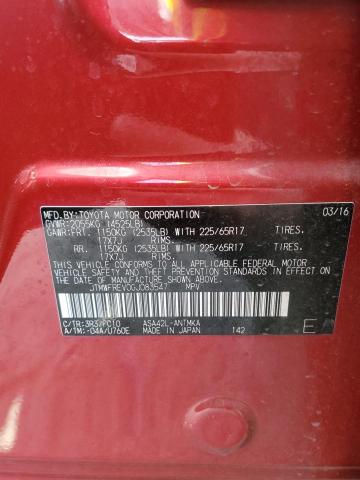 MFD.BY:TOYOTA MOTOR CORPORATION 03/16
GVWR:2055KG (4525LB)
GAWR:FRT. 1150KG (2535LB) WITH 225/65R17 TIRES.
17X7J RIMS.
RR. 1150KG (2535LB) WITH 225/65R17 TIRES.
17X7J RIMS.
THIS VEHICLE CONFORMS TO ALL APPLICABLE FEDERAL MOTOR
VEHICLE SAFETY STANDARDS IN EFFECT ON THE DATE OF
MANUFACTURE SHOWN ABOVE.
JTMWFREV0GJ083547 MPV
C/TR:3R3/FC10 ASA42L-ANTMKA
A/TM:-04A/U760E MADE IN JAPAN 142 E